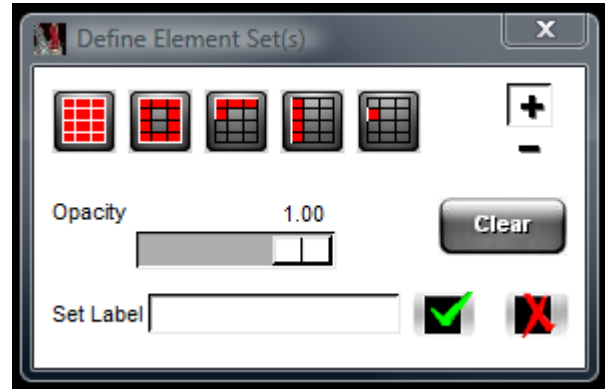 Define Element Set(s)
x
+
-
Opacity 1.00
Clear
Set Label